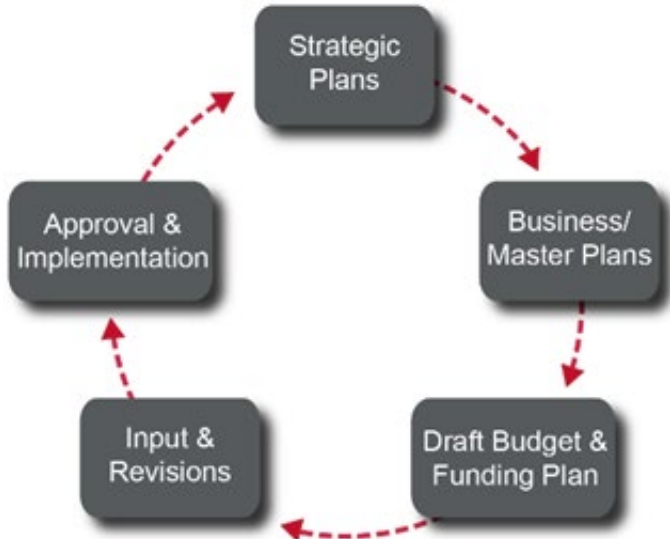 Strategic
Plans
Business/
Master Plans
Draft Budget &
Funding Plan
Input &
Revisions
Approval &
Implementation